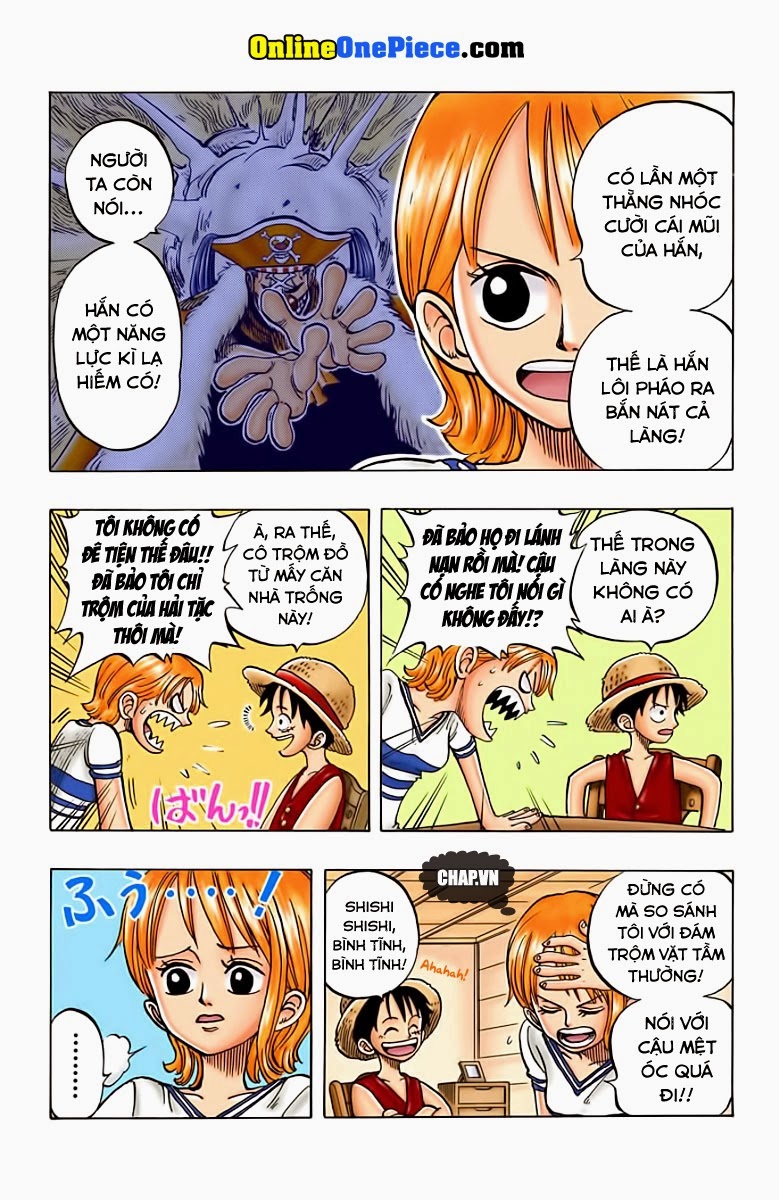 OnlineOnePiece.com
CÓ LẦN MỘT
THẰNG NHÓC
CƯỜI CÁI MŨI
CỦA HẮN,
THẾ LÀ HẮN
LÔI PHÁO RA
BẮN NÁT CẢ
LÀNG!
NGƯỜI
TA CÒN
NÓI...
HẮN CÓ
MỘT NĂNG
LỰC KÌ LẠ
HIẾM CÓ!
THẾ TRONG
LÀNG NÀY
KHÔNG CÓ
AI À?
ĐÃ BẢO HỌ ĐI LÁNH
NẠN RỒI MÀ! CẬU
CÓ NGHE TÔI NÓI GÌ
KHÔNG ĐẤY!?
À, RA THẾ,
CÔ TRỘM ĐỒ
TỪ MẤY CĂN
NHÀ TRỐNG
NÀY!
TÔI KHÔNG CÓ
ĐÊ TIỆN THẾ ĐÂU!!
ĐÃ BẢO TÔI CHỈ
TRỘM CỦA HẢI TẶC
THÔI MÀ!
ばんっ!!
CHAP.VN
ĐỪNG CÓ
MÀ SO SÁNH
TÔI VỚI ĐÁM
TRỘM VẶT TẦM
THƯỜNG!
NÓI VỚI
CẬU MỆT
ÓC QUÁ
ĐI!!
SHISHI
SHISHI,
BÌNH TĨNH,
BÌNH TĨNH!
Ahahah!
ふう····!
.........